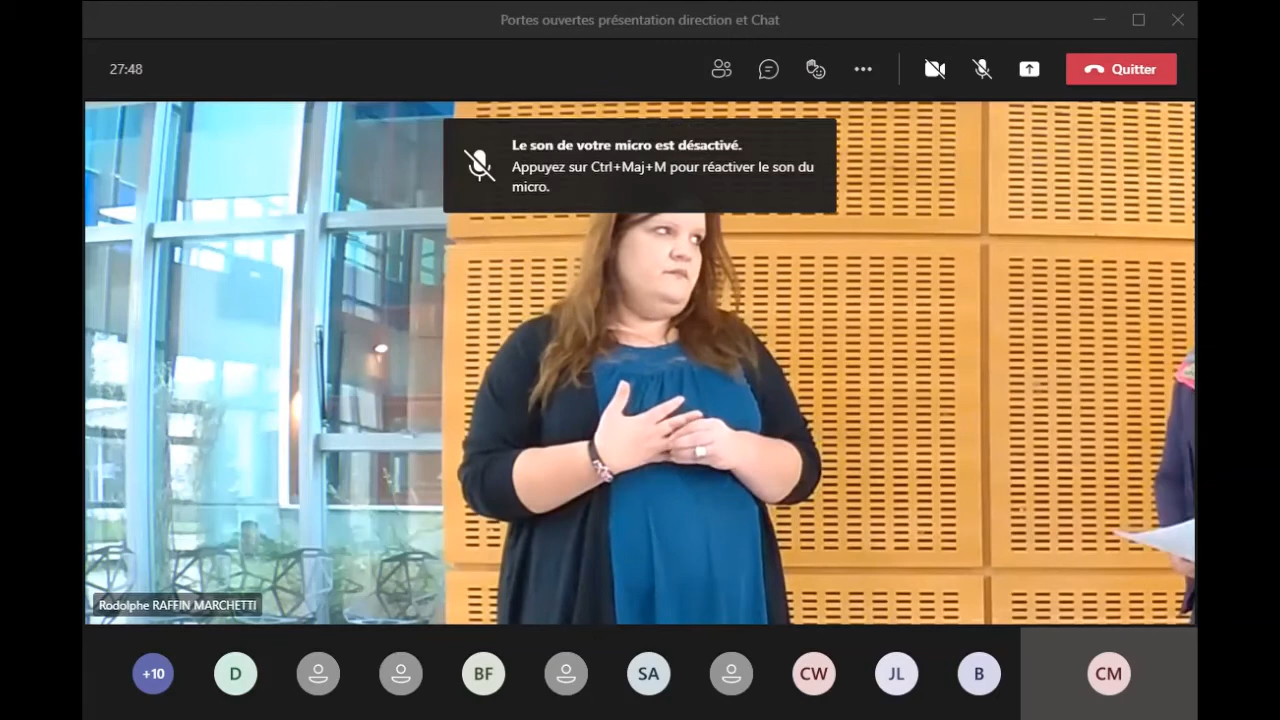 Portes ouvertes présentation direction et Chat
27:48
Quitter
Le son de votre micro est désactivé.
Appuyez sur Ctrl+Maj+M pour réactiver le son du
micro.
Rodolphe RAFFIN MARCHETTI
+10
D
BF
SA
CW
JL
B
CM